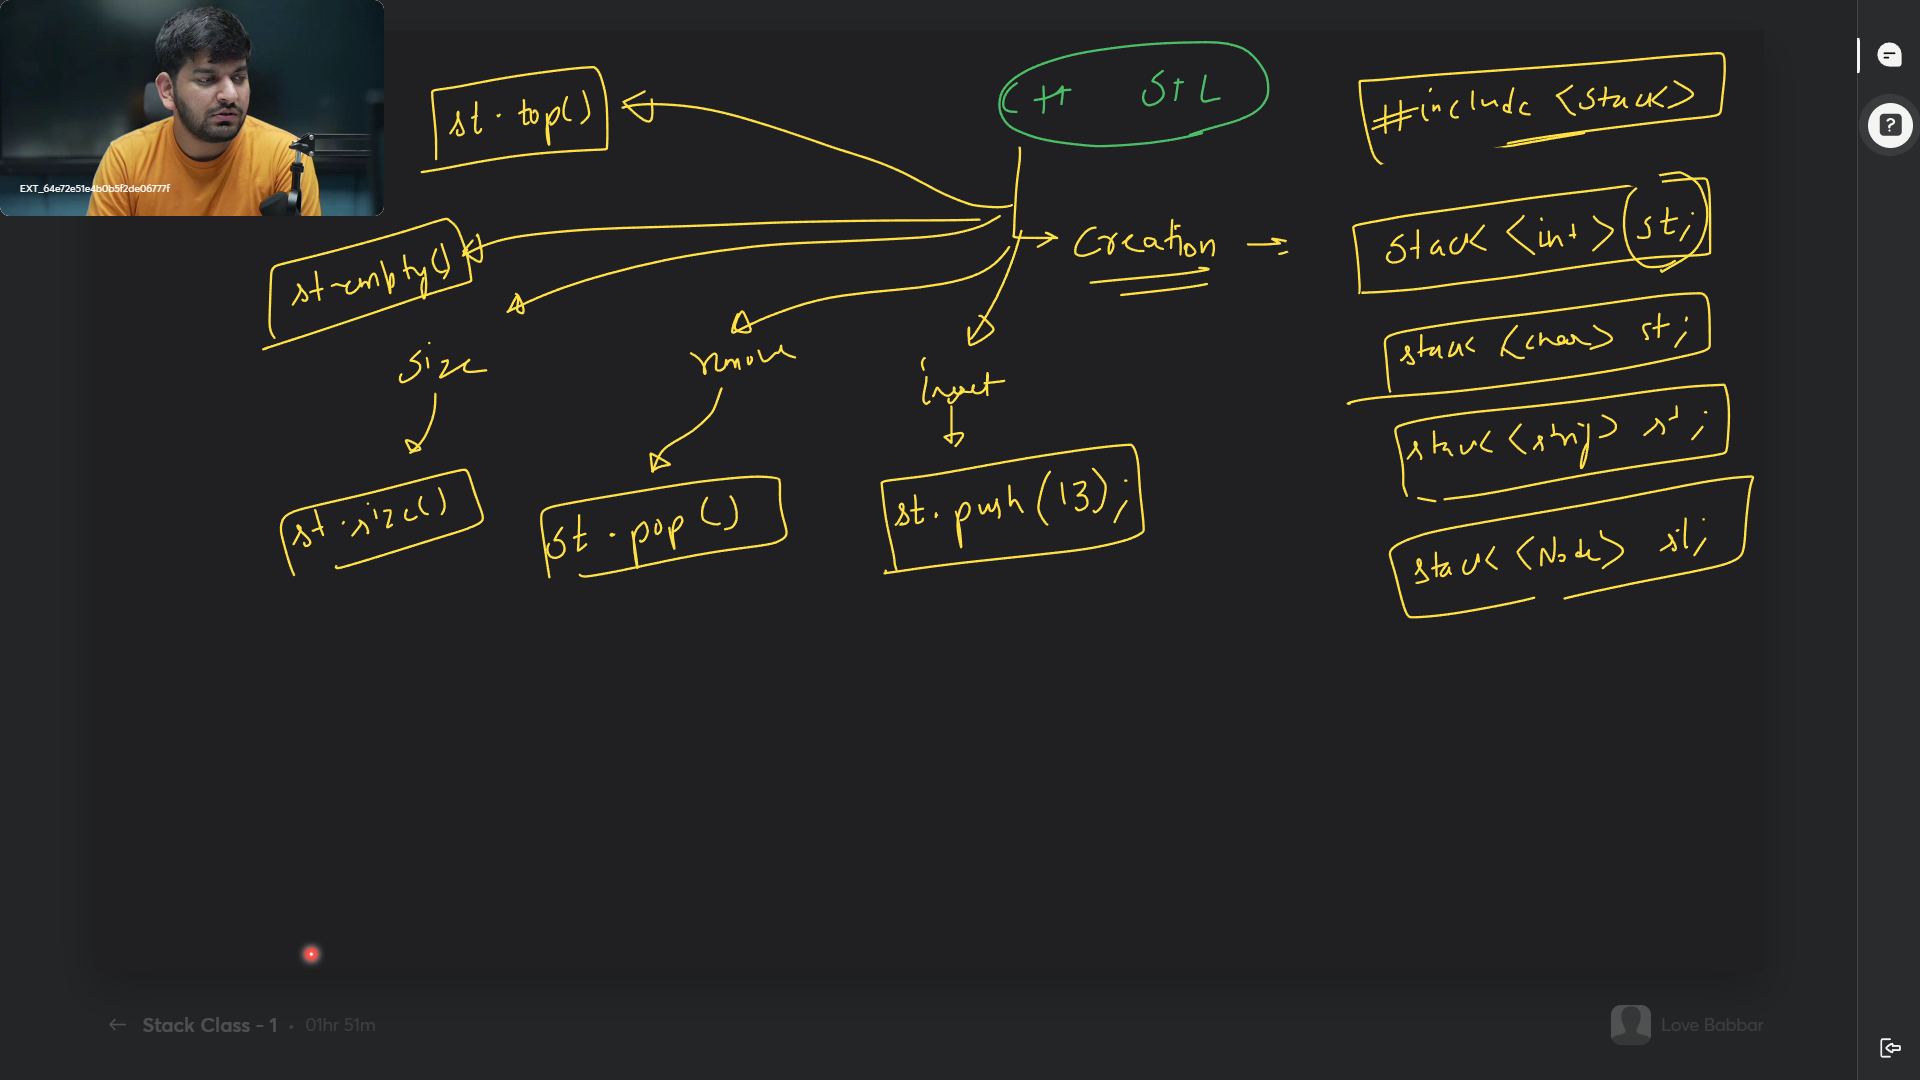 EXT_64e72e51e4b0b5f2de06777f
C++ STL
#include <stack>
st.top()
st.empty()
Creation →
Stack <int> st;
stack <char> st;
size
remove
insert
stack <string> st;
st.size()
st.pop()
st.push(13);
stack <Node> st;
← Stack Class - 1 • 01hr 51m
Love Babbar